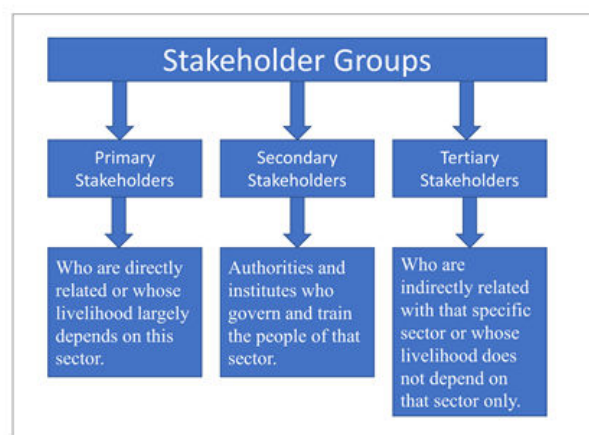 Stakeholder Groups
Primary
Stakeholders
Secondary
Stakeholders
Tertiary
Stakeholders
Who are directly
related or whose
livelihood largely
depends on this
sector.
Authorities and
institutes who
govern and train
the people of that
sector.
Who are
indirectly related
with that specific
sector or whose
livelihood does
not depend on
that sector only.